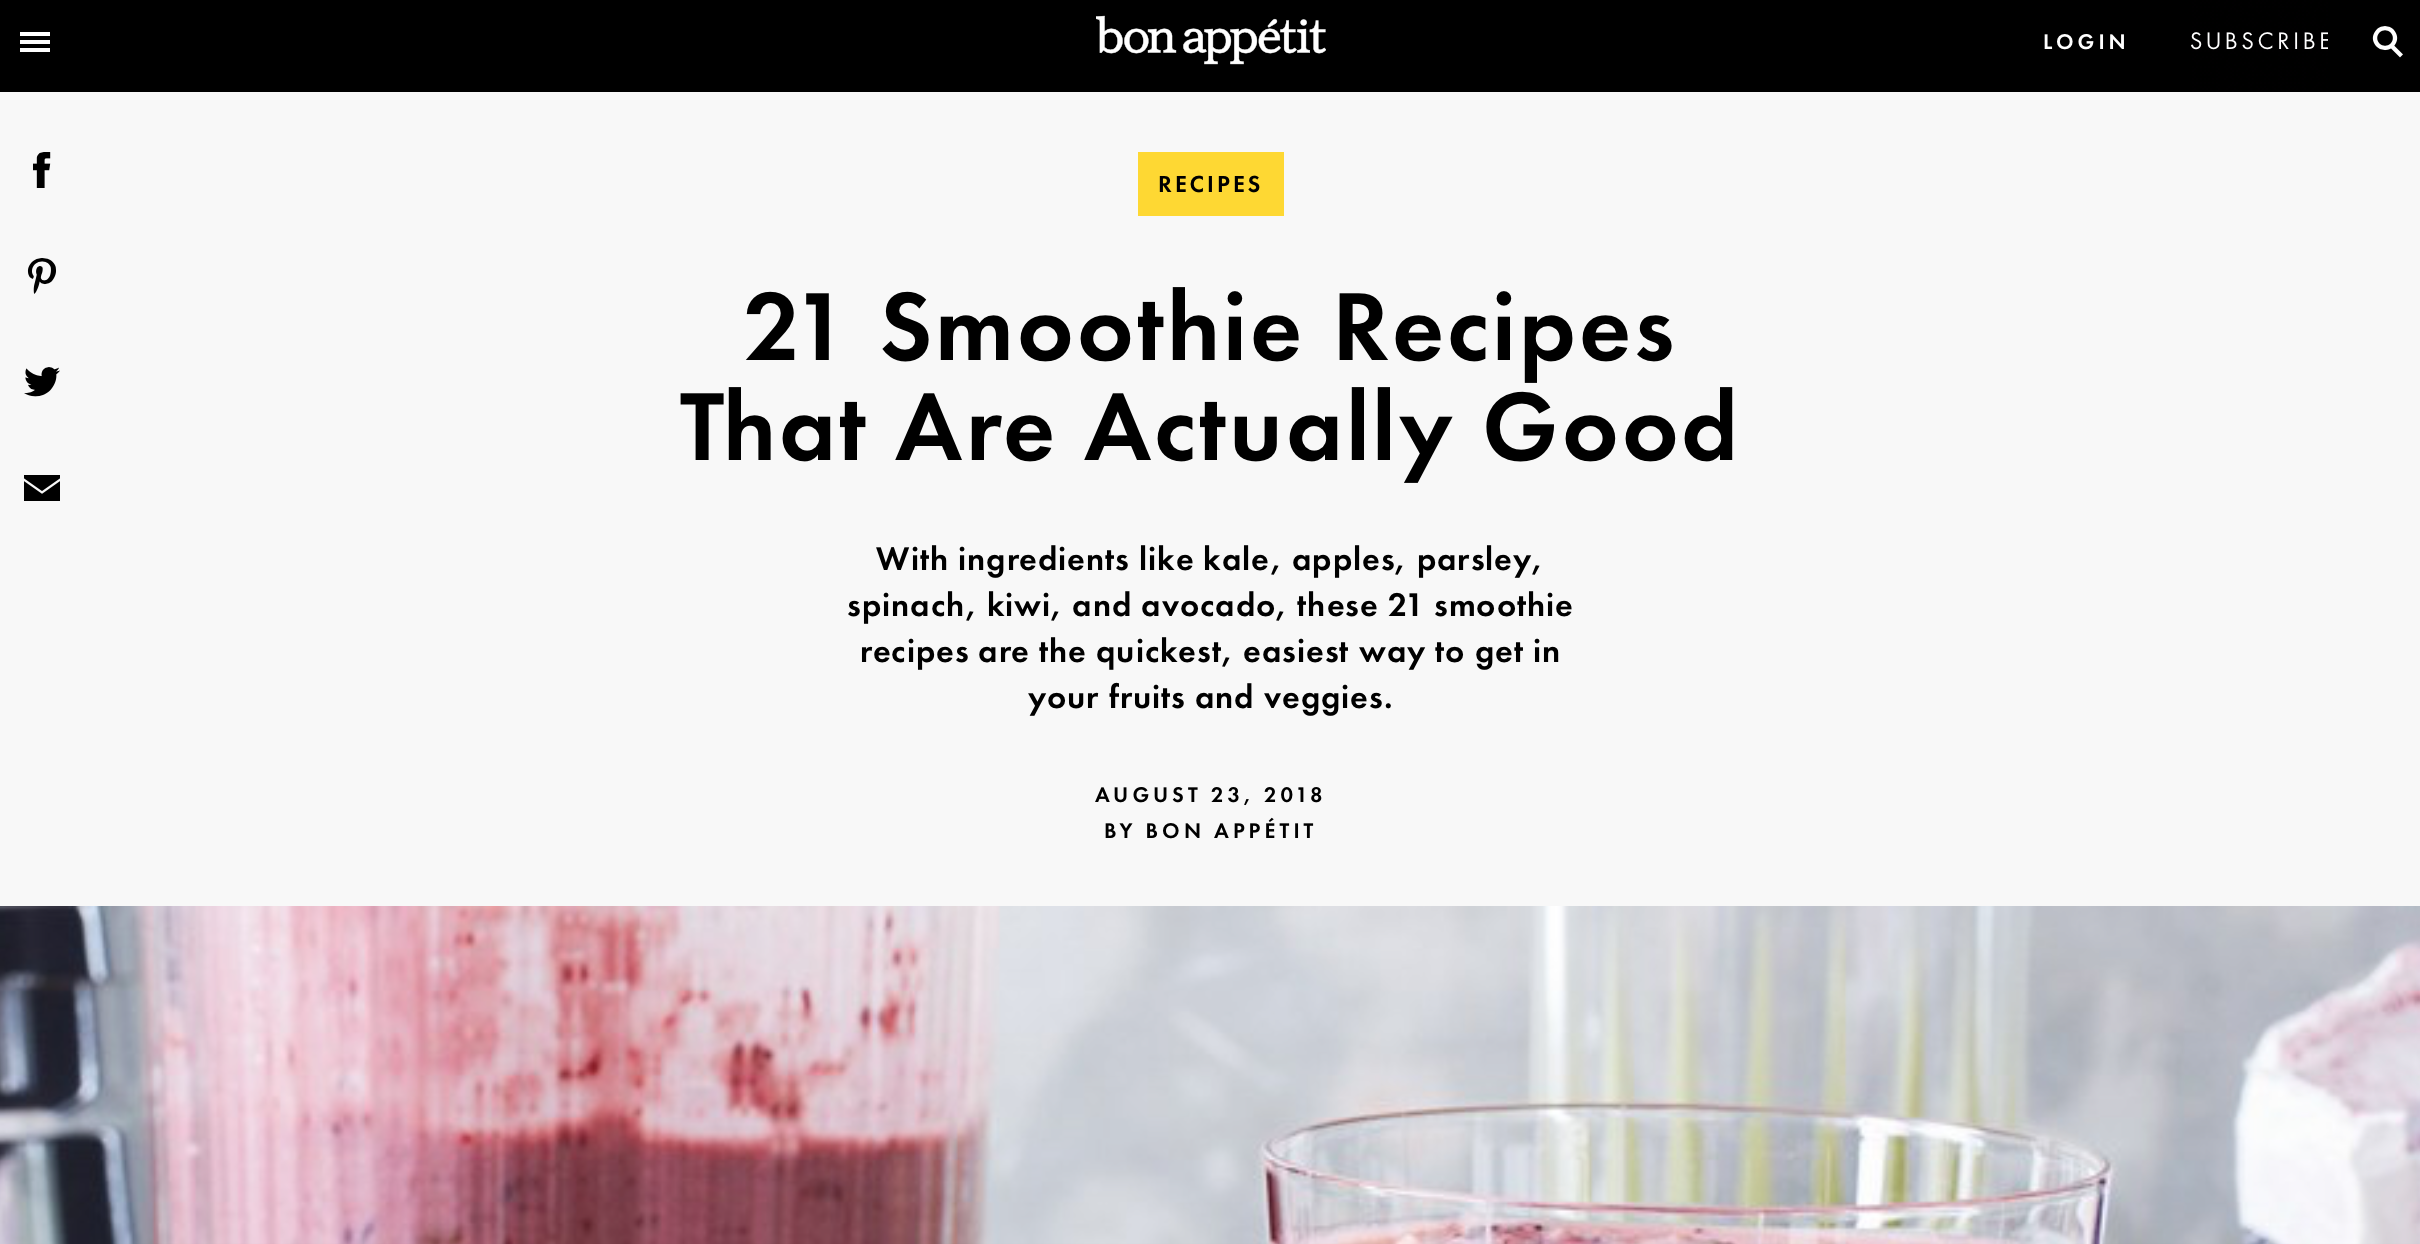 bon appétit
LOGIN
SUBSCRIBE
RECIPES
21 Smoothie Recipes
That Are Actually Good
With ingredients like kale, apples, parsley,
spinach, kiwi, and avocado, these 21 smoothie
recipes are the quickest, easiest way to get in
your fruits and veggies.
AUGUST 23, 2018
BY BON APPÉTIT